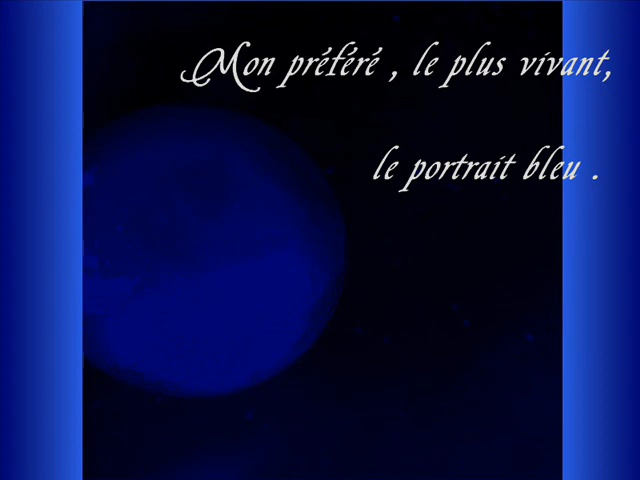 Mon préféré , le plus vivant,
le portrait bleu .